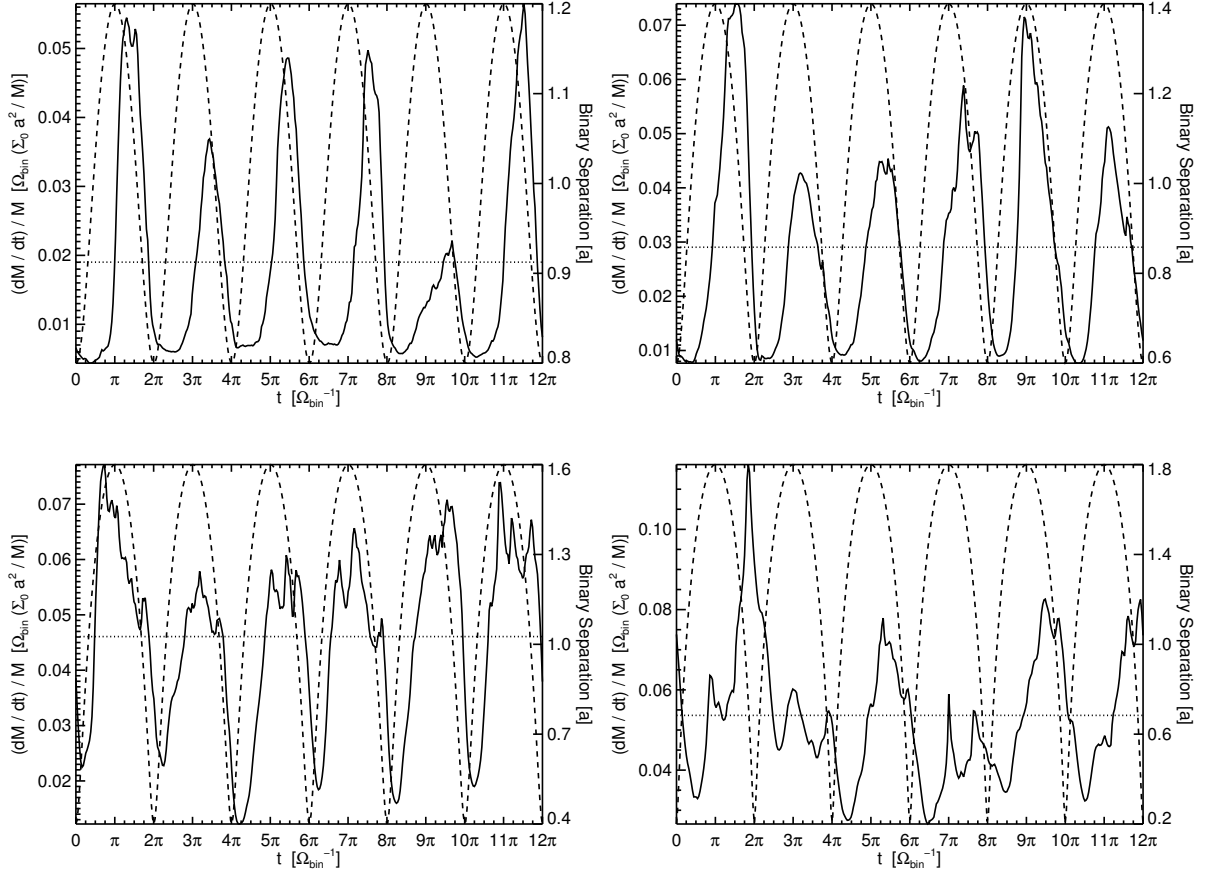 1.2
0.05
0.04
0.03
0.02
0.01
(dM / dt) / M [Ω_bin (Σ_0 a^2 / M)]
1.1
1.0
0.9
0.8
Binary Separation [a]
0 π 2π 3π 4π 5π 6π 7π 8π 9π 10π 11π 12π
t [Ω_bin^-1]
0.07
0.06
0.05
0.04
0.03
0.02
0.01
(dM / dt) / M [Ω_bin (Σ_0 a^2 / M)]
1.4
1.2
1.0
0.8
0.6
Binary Separation [a]
0 π 2π 3π 4π 5π 6π 7π 8π 9π 10π 11π 12π
t [Ω_bin^-1]
0.07
0.06
0.05
0.04
0.03
0.02
(dM / dt) / M [Ω_bin (Σ_0 a^2 / M)]
1.6
1.3
1.0
0.7
0.4
Binary Separation [a]
0 π 2π 3π 4π 5π 6π 7π 8π 9π 10π 11π 12π
t [Ω_bin^-1]
0.10
0.08
0.06
0.04
(dM / dt) / M [Ω_bin (Σ_0 a^2 / M)]
1.8
1.4
1.0
0.6
0.2
Binary Separation [a]
0 π 2π 3π 4π 5π 6π 7π 8π 9π 10π 11π 12π
t [Ω_bin^-1]